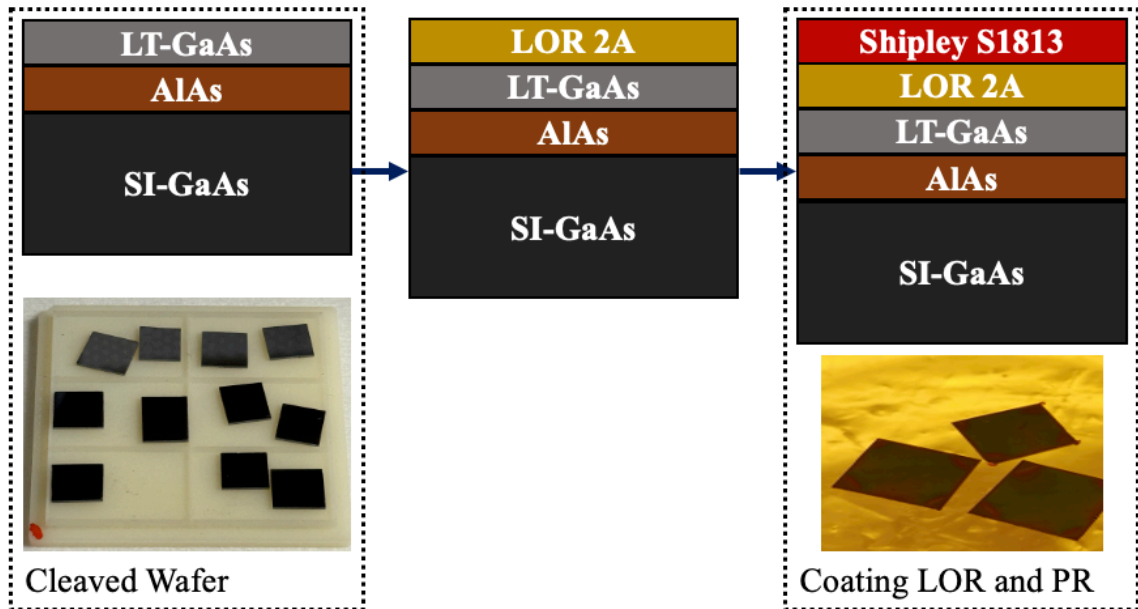 LT-GaAs
AlAs
SI-GaAs
Cleaved Wafer
LOR 2A
LT-GaAs
AlAs
SI-GaAs
Shipley S1813
LOR 2A
LT-GaAs
AlAs
SI-GaAs
Coating LOR and PR